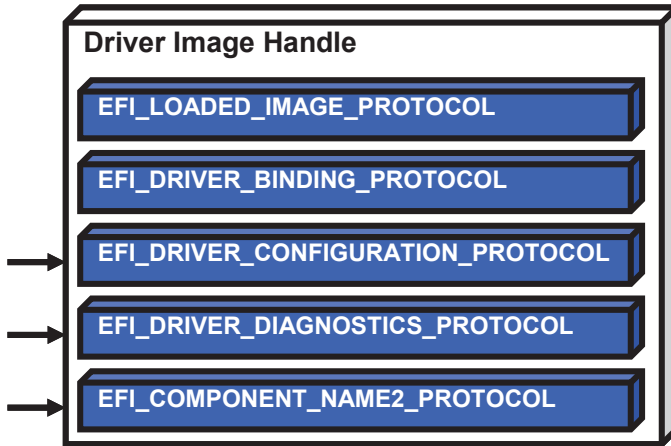 Driver Image Handle
EFI_LOADED_IMAGE_PROTOCOL
EFI_DRIVER_BINDING_PROTOCOL
EFI_DRIVER_CONFIGURATION_PROTOCOL
EFI_DRIVER_DIAGNOSTICS_PROTOCOL
EFI_COMPONENT_NAME2_PROTOCOL